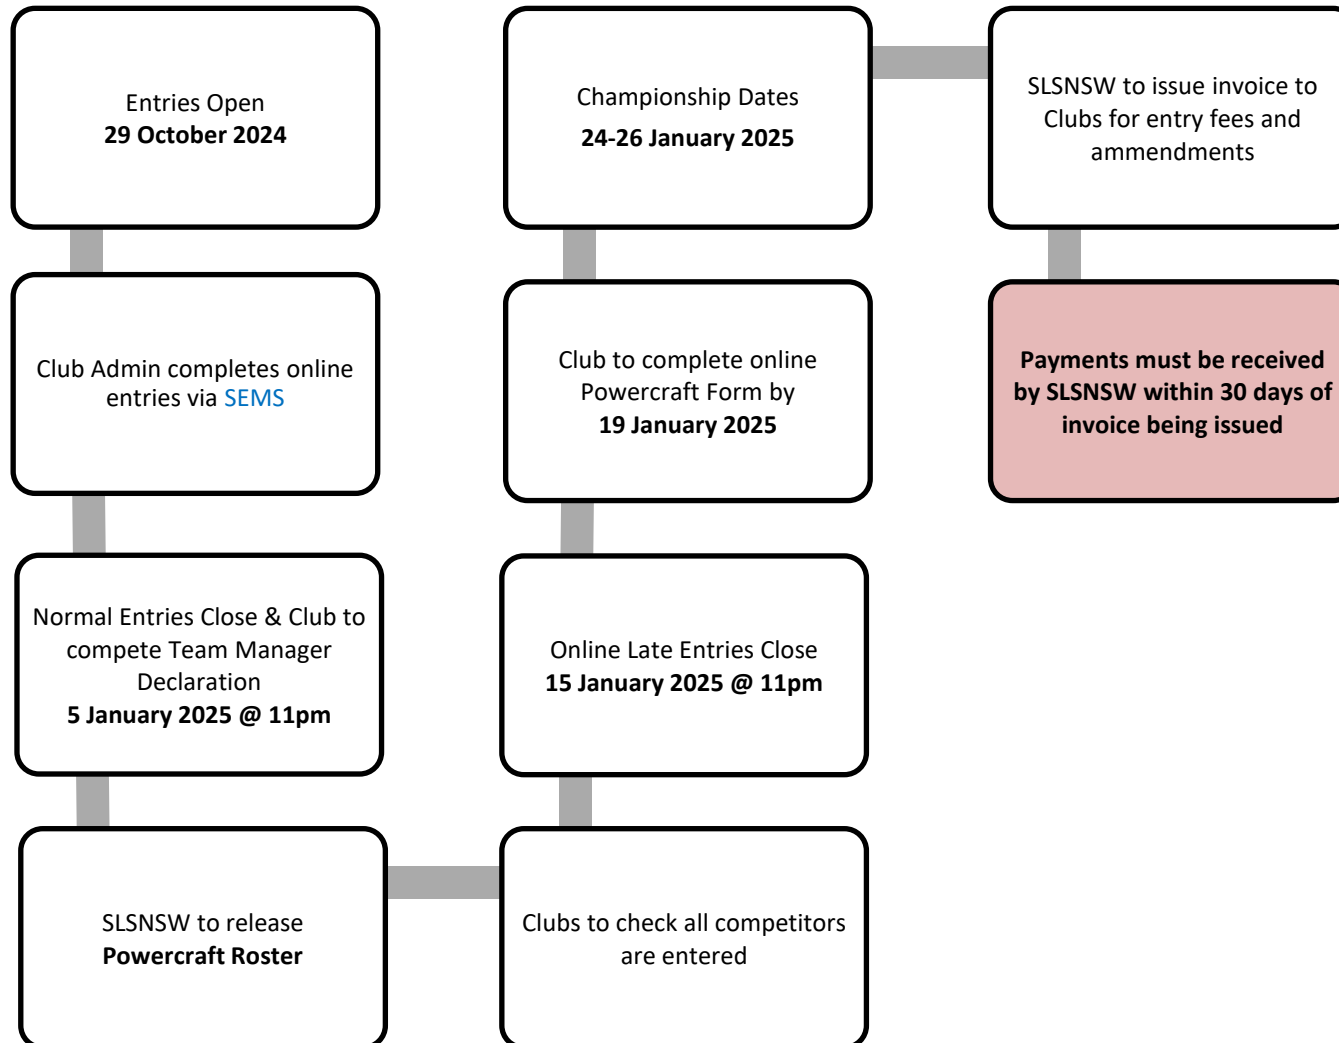 Entries Open
29 October 2024
Club Admin completes online
entries via SEMS
Normal Entries Close & Club to
compete Team Manager
Declaration
5 January 2025 @ 11pm
SLSNSW to release
Powercraft Roster
Clubs to check all competitors
are entered
Online Late Entries Close
15 January 2025 @ 11pm
Club to complete online
Powercraft Form by
19 January 2025
Championship Dates
24-26 January 2025
SLSNSW to issue invoice to
Clubs for entry fees and
ammendments
Payments must be received
by SLSNSW within 30 days of
invoice being issued